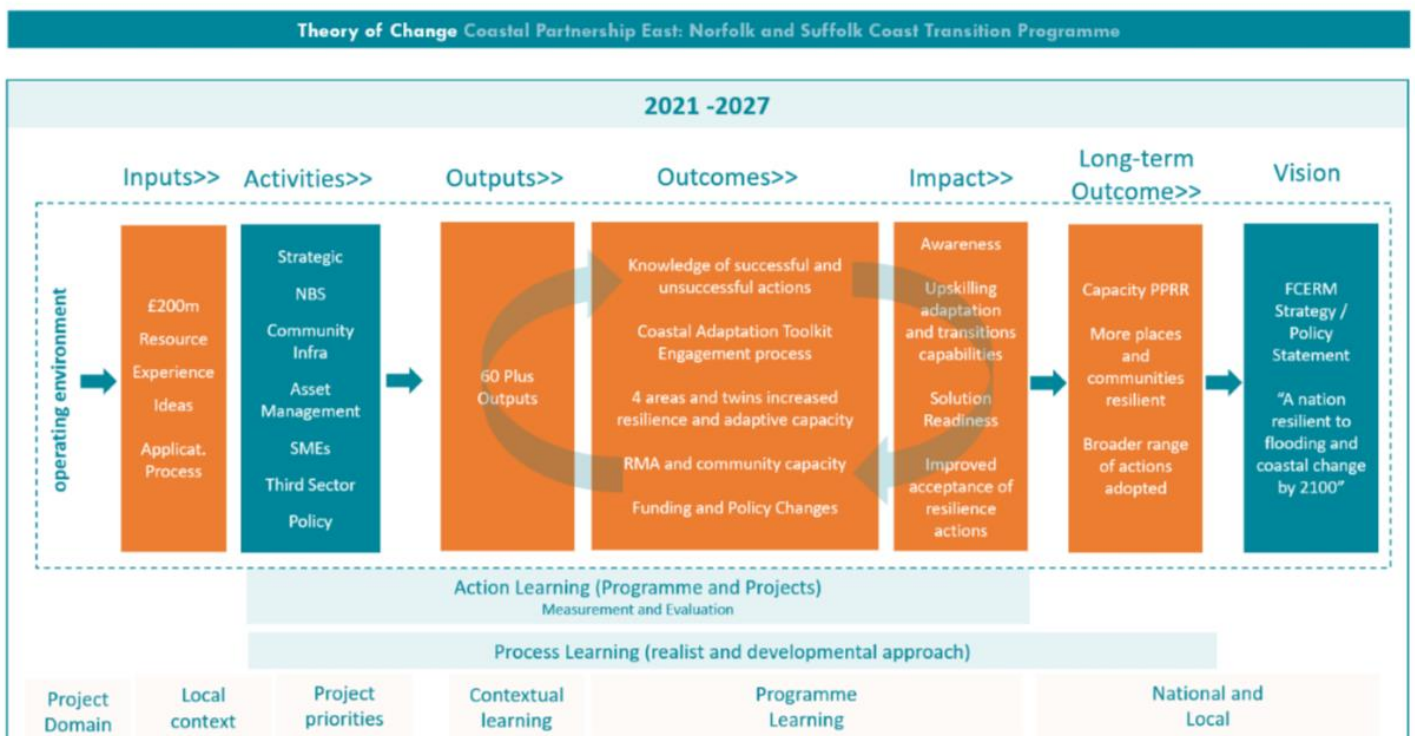 Theory of Change Coastal Partnership East: Norfolk and Suffolk Coast Transition Programme
2021 -2027
Inputs>>
Activities>>
Outputs>>
Outcomes>>
Impact>>
Long-term
Outcome>>
Vision
operating environment
£200m
Resource
Experience
Ideas
Applicat.
Process
Strategic
NBS
Community
Infra
Asset
Management
SMEs
Third Sector
Policy
60 Plus
Outputs
Knowledge of successful and
unsuccessful actions
Coastal Adaptation Toolkit
Engagement process
4 areas and twins increased
resilience and adaptive capacity
RMA and community capacity
Funding and Policy Changes
Awareness
Upskilling
adaptation
and transitions
capabilities
Solution
Readiness
Improved
acceptance of
resilience
actions
Capacity PPRR
More places
and
communities
resilient
Broader range
of actions
adopted
FCERM
Strategy /
Policy
Statement
“A nation
resilient to
flooding and
coastal change
by 2100”
Action Learning (Programme and Projects)
Measurement and Evaluation
Process Learning (realist and developmental approach)
Project
Domain
Local
context
Project
priorities
Contextual
learning
Programme
Learning
National and
Local